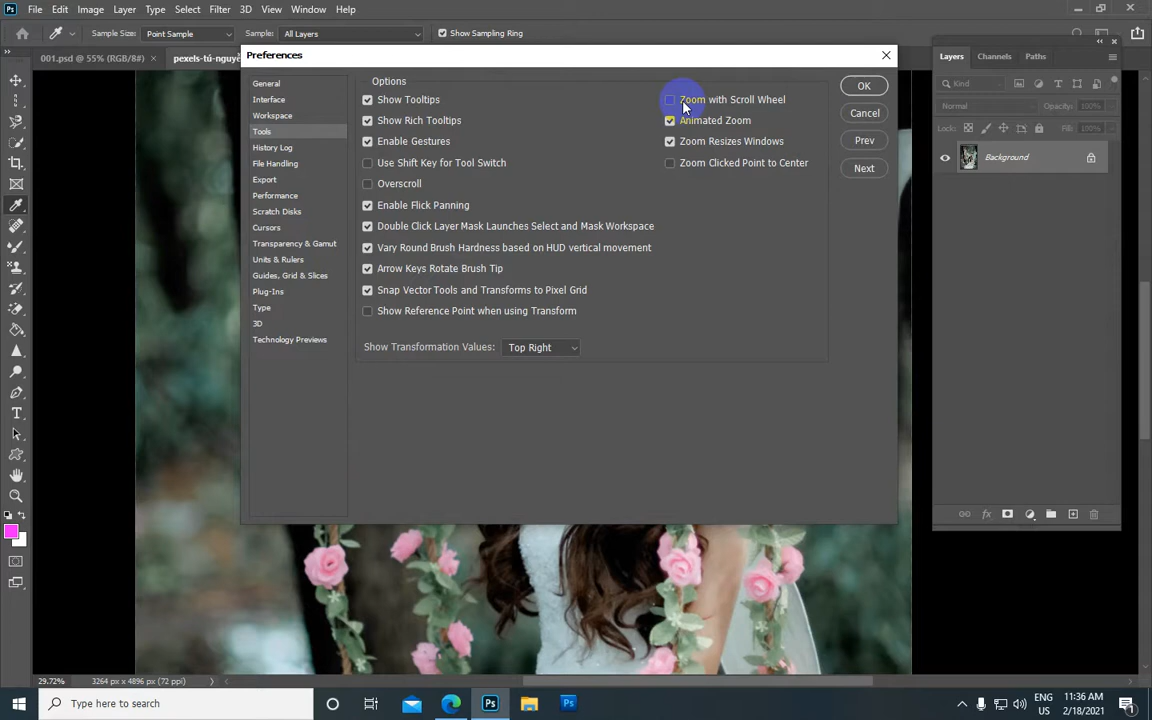 Ps File Edit Image Layer Type Select Filter 3D View Window Help
Sample Size: Point Sample Sample: All Layers Show Sampling Ring
001.psd @ 55% (RGB/8#) × pexels-tú-nguyễ
Preferences
General
Interface
Workspace
Tools
History Log
File Handling
Export
Performance
Scratch Disks
Cursors
Transparency & Gamut
Units & Rulers
Guides, Grid & Slices
Plug-Ins
Type
3D
Technology Previews
Options
Show Tooltips
Show Rich Tooltips
Enable Gestures
Use Shift Key for Tool Switch
Overscroll
Enable Flick Panning
Double Click Layer Mask Launches Select and Mask Workspace
Vary Round Brush Hardness based on HUD vertical movement
Arrow Keys Rotate Brush Tip
Snap Vector Tools and Transforms to Pixel Grid
Show Reference Point when using Transform
Show Transformation Values: Top Right
Zoom with Scroll Wheel
Animated Zoom
Zoom Resizes Windows
Zoom Clicked Point to Center
OK
Cancel
Prev
Next
Layers Channels Paths
Kind
Normal Opacity: 100%
Lock: Fill: 100%
Background
fx
29.72% 3264 px x 4896 px (72 ppi)
Type here to search
Ps
Ps
ENG
US
11:36 AM
2/18/2021
1